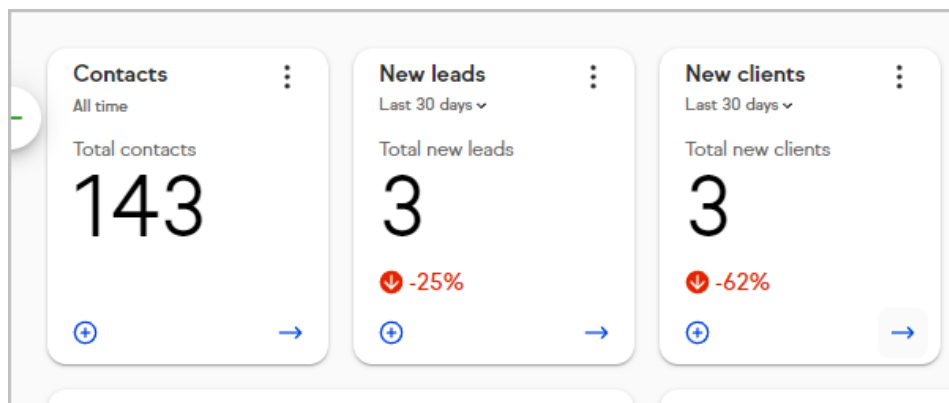 Contacts
All time
Total contacts
143
New leads
Last 30 days
Total new leads
3
-25%
New clients
Last 30 days
Total new clients
3
-62%